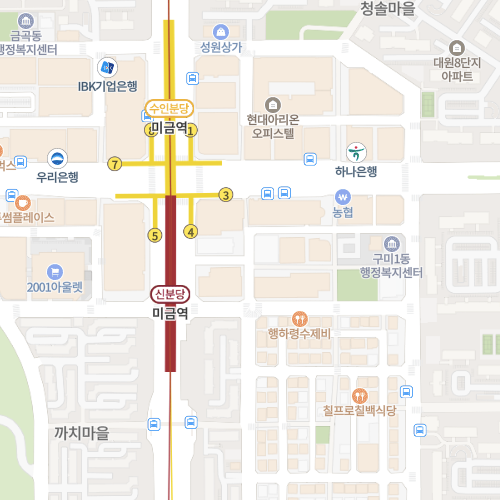 청솔마을
금곡동
행정복지센터
성원상가
대원8단지
아파트
IBK기업은행
수인분당
미금역
8
1
현대아리온
오피스텔
7
우리은행
하나은행
벅스
3
농협
투썸플레이스
5
4
구미1동
행정복지센터
2001아울렛
신분당
미금역
행하령수제비
칠프로칠백식당
까치마을